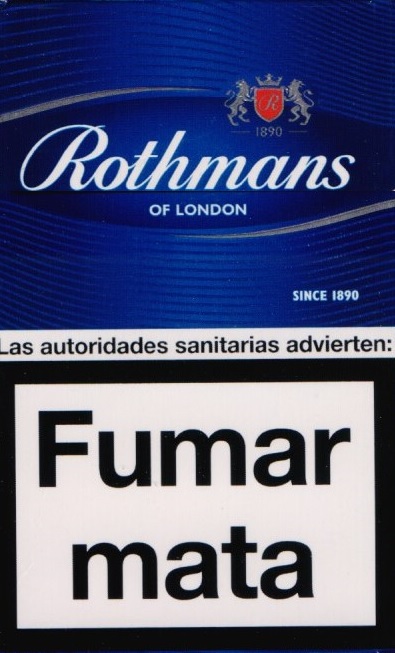 R
1890
Rothmans
OF LONDON
SINCE 1890
Las autoridades sanitarias advierten:
Fumar
mata